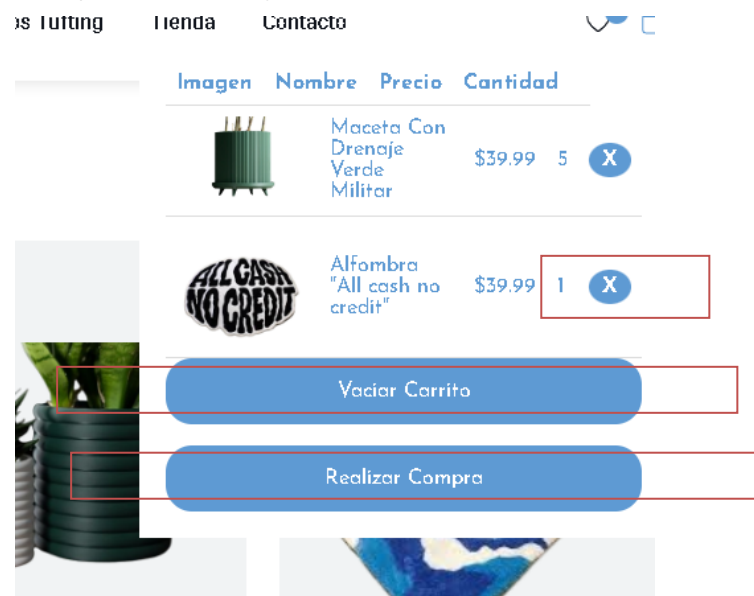 os Tufting Tienda Contacto
Imagen Nombre Precio Cantidad
Maceta Con
Drenaje
Verde
Militar
$39.99 5 X
ALL CASH
NO CREDIT
Alfombra
"All cash no
credit"
$39.99 1 X
Vaciar Carrito
Realizar Compra